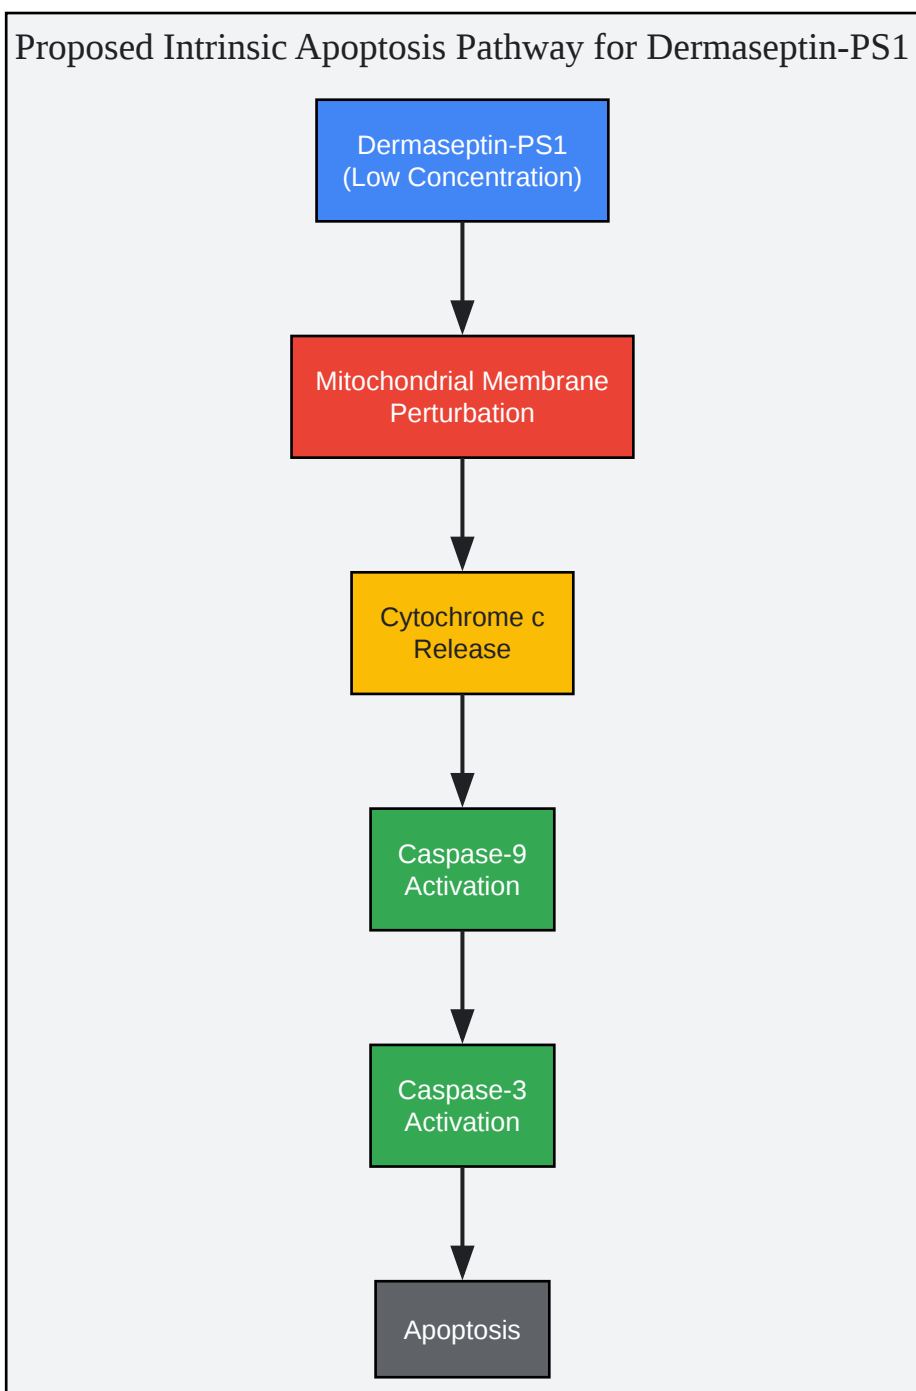 Proposed Intrinsic Apoptosis Pathway for Dermaseptin-PS1
Dermaseptin-PS1
(Low Concentration)
Mitochondrial Membrane
Perturbation
Cytochrome c
Release
Caspase-9
Activation
Caspase-3
Activation
Apoptosis